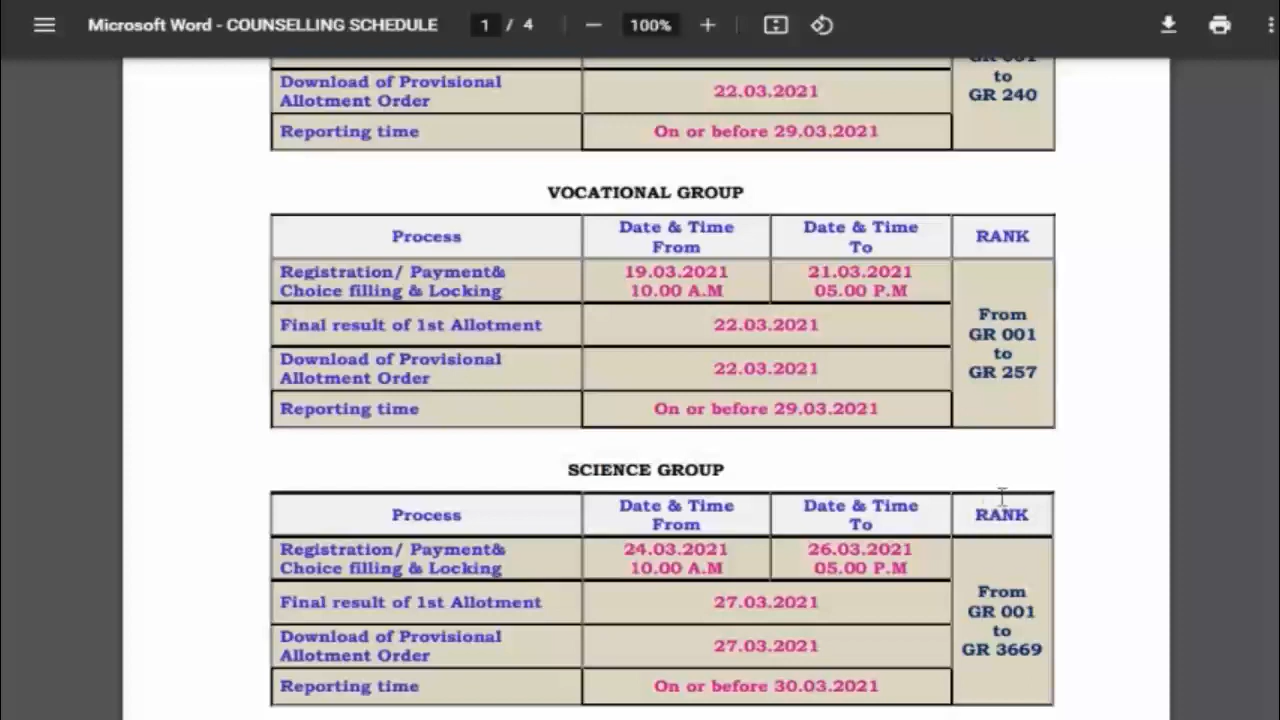 Microsoft Word - COUNSELLING SCHEDULE 1 / 4 100%
to
Download of Provisional
Allotment Order
22.03.2021
GR 240
Reporting time
On or before 29.03.2021
VOCATIONAL GROUP
Process
Date & Time
From
Date & Time
To
RANK
Registration/ Payment&
Choice filling & Locking
19.03.2021
10.00 A.M
21.03.2021
05.00 P.M
From
GR 001
to
GR 257
Final result of 1st Allotment
22.03.2021
Download of Provisional
Allotment Order
22.03.2021
Reporting time
On or before 29.03.2021
SCIENCE GROUP
Process
Date & Time
From
Date & Time
To
RANK
Registration/ Payment&
Choice filling & Locking
24.03.2021
10.00 A.M
26.03.2021
05.00 P.M
From
GR 001
to
GR 3669
Final result of 1st Allotment
27.03.2021
Download of Provisional
Allotment Order
27.03.2021
Reporting time
On or before 30.03.2021